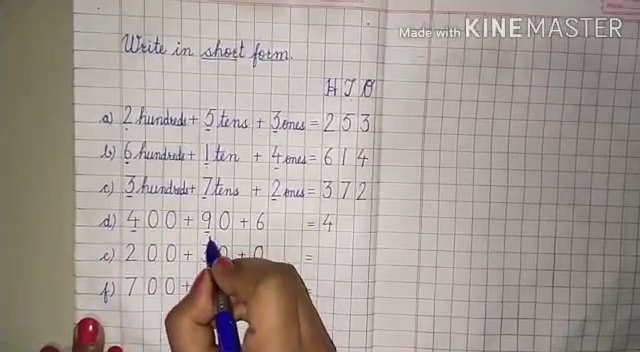 Made with KINEMASTER
Write in short form.
H T O
a) 2 hundreds + 5 tens + 3 ones = 2 5 3
b) 6 hundreds + 1 ten + 4 ones = 6 1 4
c) 3 hundreds + 7 tens + 2 ones = 3 7 2
d) 4 0 0 + 9 0 + 6 = 4
e) 2 0 0 + 0 + 0 =
f) 7 0 0 + =